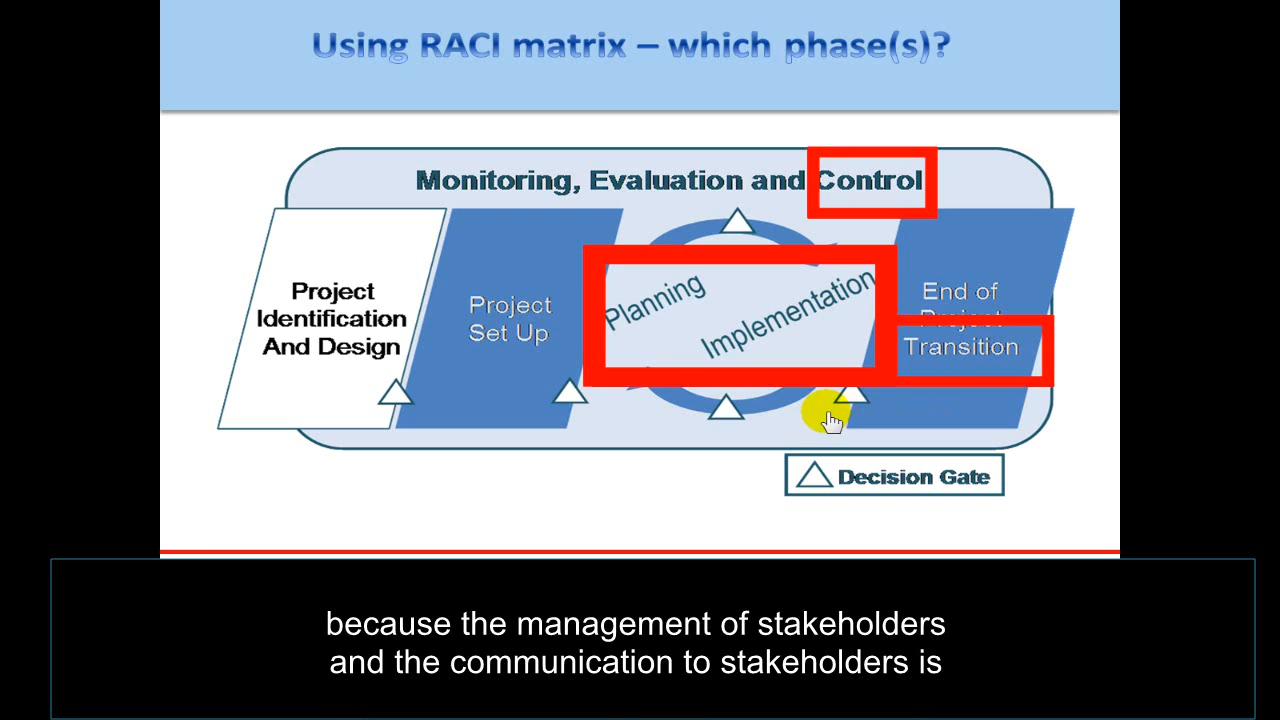 Using RACI matrix – which phase(s)?
Monitoring, Evaluation and Control
Project
Identification
And Design
Project
Set Up
Planning
Implementation
End of
Project
Transition
Decision Gate
because the management of stakeholders
and the communication to stakeholders is